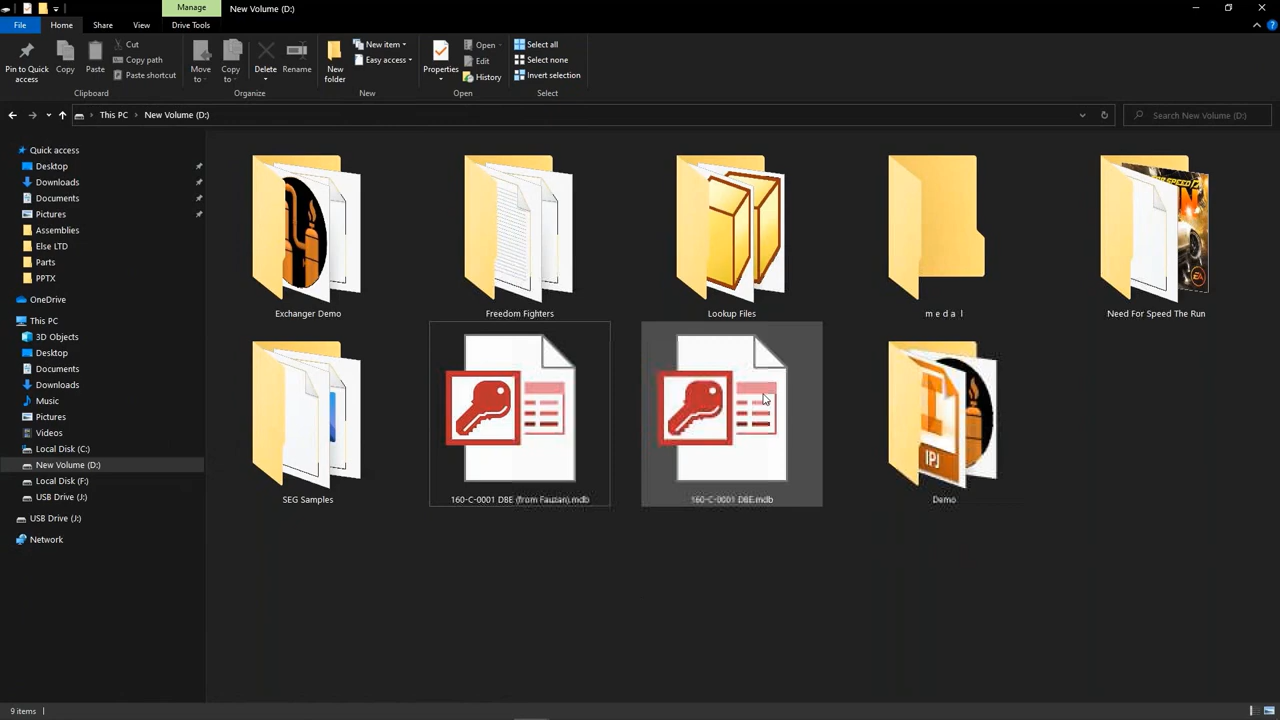 Manage
New Volume (D:)
File
Home
Share
View
Drive Tools
Pin to Quick
access
Copy
Paste
Cut
Copy path
Paste shortcut
Clipboard
Move
to
Copy
to
Delete
Rename
Organize
New
folder
New item
Easy access
New
Properties
Open
Edit
History
Open
Select all
Select none
Invert selection
Select
This PC
New Volume (D:)
Search New Volume (D:)
Quick access
Desktop
Downloads
Documents
Pictures
Assemblies
Else LTD
Parts
PPTX
OneDrive
This PC
3D Objects
Desktop
Documents
Downloads
Music
Pictures
Videos
Local Disk (C:)
New Volume (D:)
Local Disk (F:)
USB Drive (J:)
USB Drive (J:)
Network
EA
Exchanger Demo
Freedom Fighters
Lookup Files
m e d a l
Need For Speed The Run
IPJ
SEG Samples
160-C-0001 DBE (from Fauzan).mdb
160-C-0001 DBE.mdb
Demo
9 items